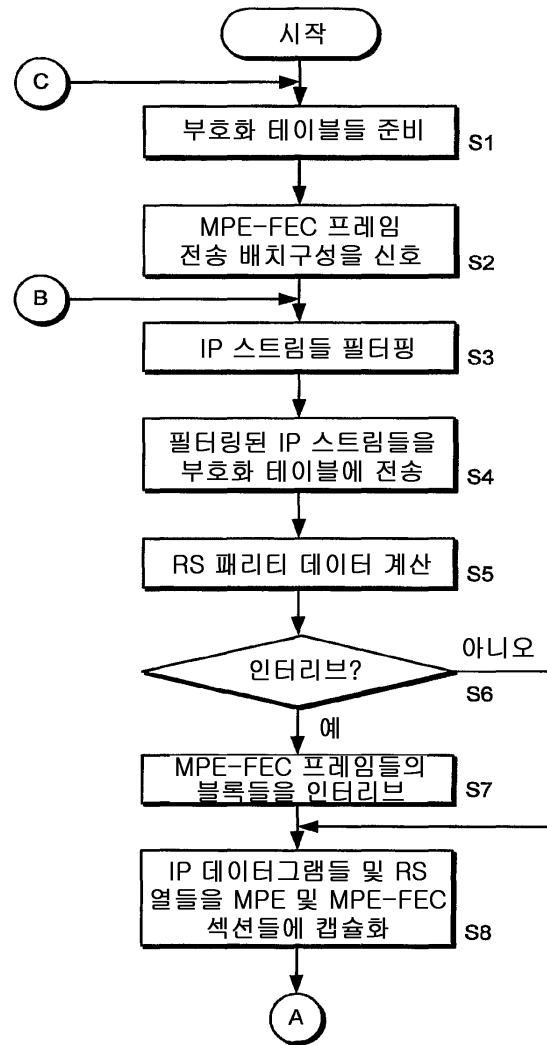 시작
C
부호화 테이블들 준비
S1
MPE-FEC 프레임
전송 배치구성을 신호
S2
B
IP 스트림들 필터핑
S3
필터링된 IP 스트림들을
부호화 테이블에 전송
S4
RS 패리티 데이터 계산
S5
인터리브?
아니오
S6
예
MPE-FEC 프레임들의
블록들을 인터리브
S7
IP 데이터그램들 및 RS
열들을 MPE 및 MPE-FEC
섹션들에 캡슐화
S8
A